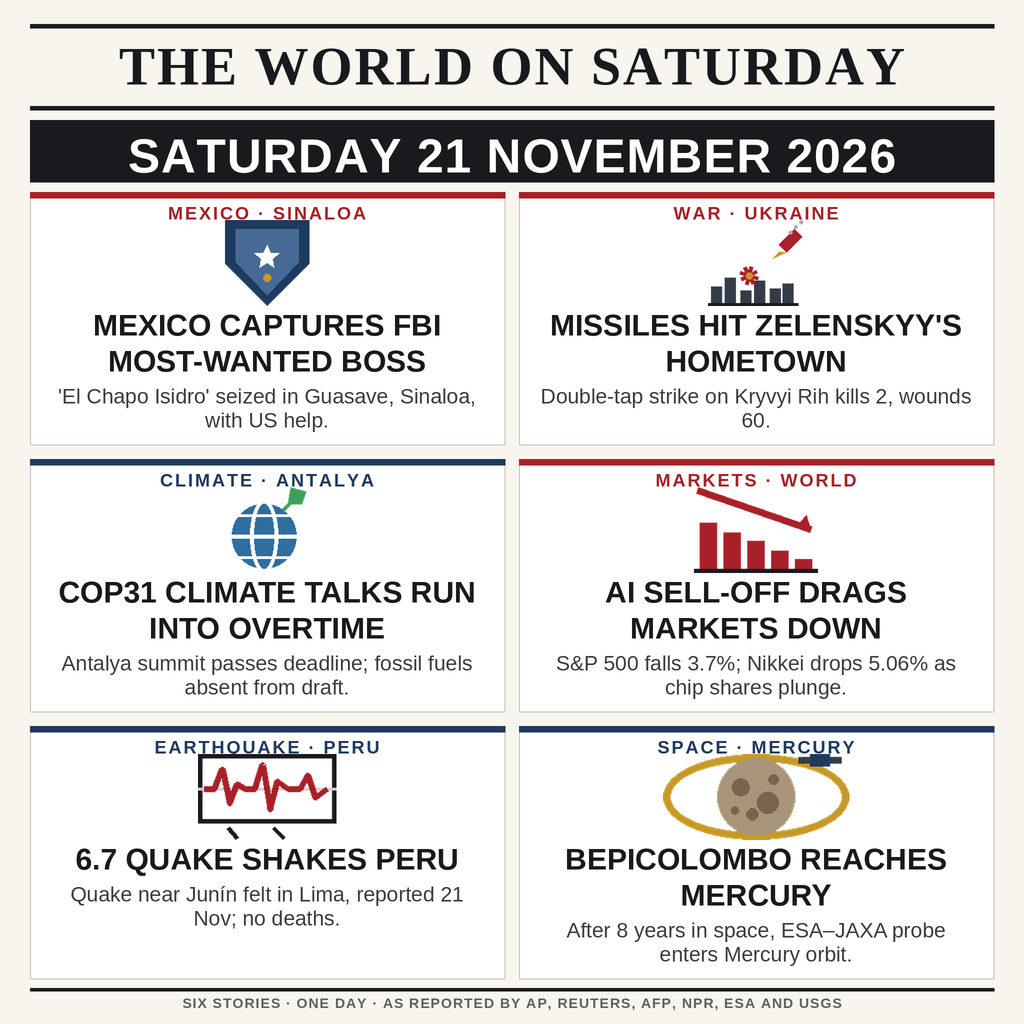 THE WORLD ON SATURDAY
SATURDAY 21 NOVEMBER 2026
MEXICO · SINALOA
MEXICO CAPTURES FBI
MOST-WANTED BOSS
'El Chapo Isidro' seized in Guasave, Sinaloa,
with US help.
WAR · UKRAINE
MISSILES HIT ZELENSKYY'S
HOMETOWN
Double-tap strike on Kryvyi Rih kills 2, wounds
60.
CLIMATE · ANTALYA
COP31 CLIMATE TALKS RUN
INTO OVERTIME
Antalya summit passes deadline; fossil fuels
absent from draft.
MARKETS · WORLD
AI SELL-OFF DRAGS
MARKETS DOWN
S&P 500 falls 3.7%; Nikkei drops 5.06% as
chip shares plunge.
EARTHQUAKE · PERU
6.7 QUAKE SHAKES PERU
Quake near Junín felt in Lima, reported 21
Nov; no deaths.
SPACE · MERCURY
BEPICOLOMBO REACHES
MERCURY
After 8 years in space, ESA–JAXA probe
enters Mercury orbit.
SIX STORIES · ONE DAY · AS REPORTED BY AP, REUTERS, AFP, NPR, ESA AND USGS